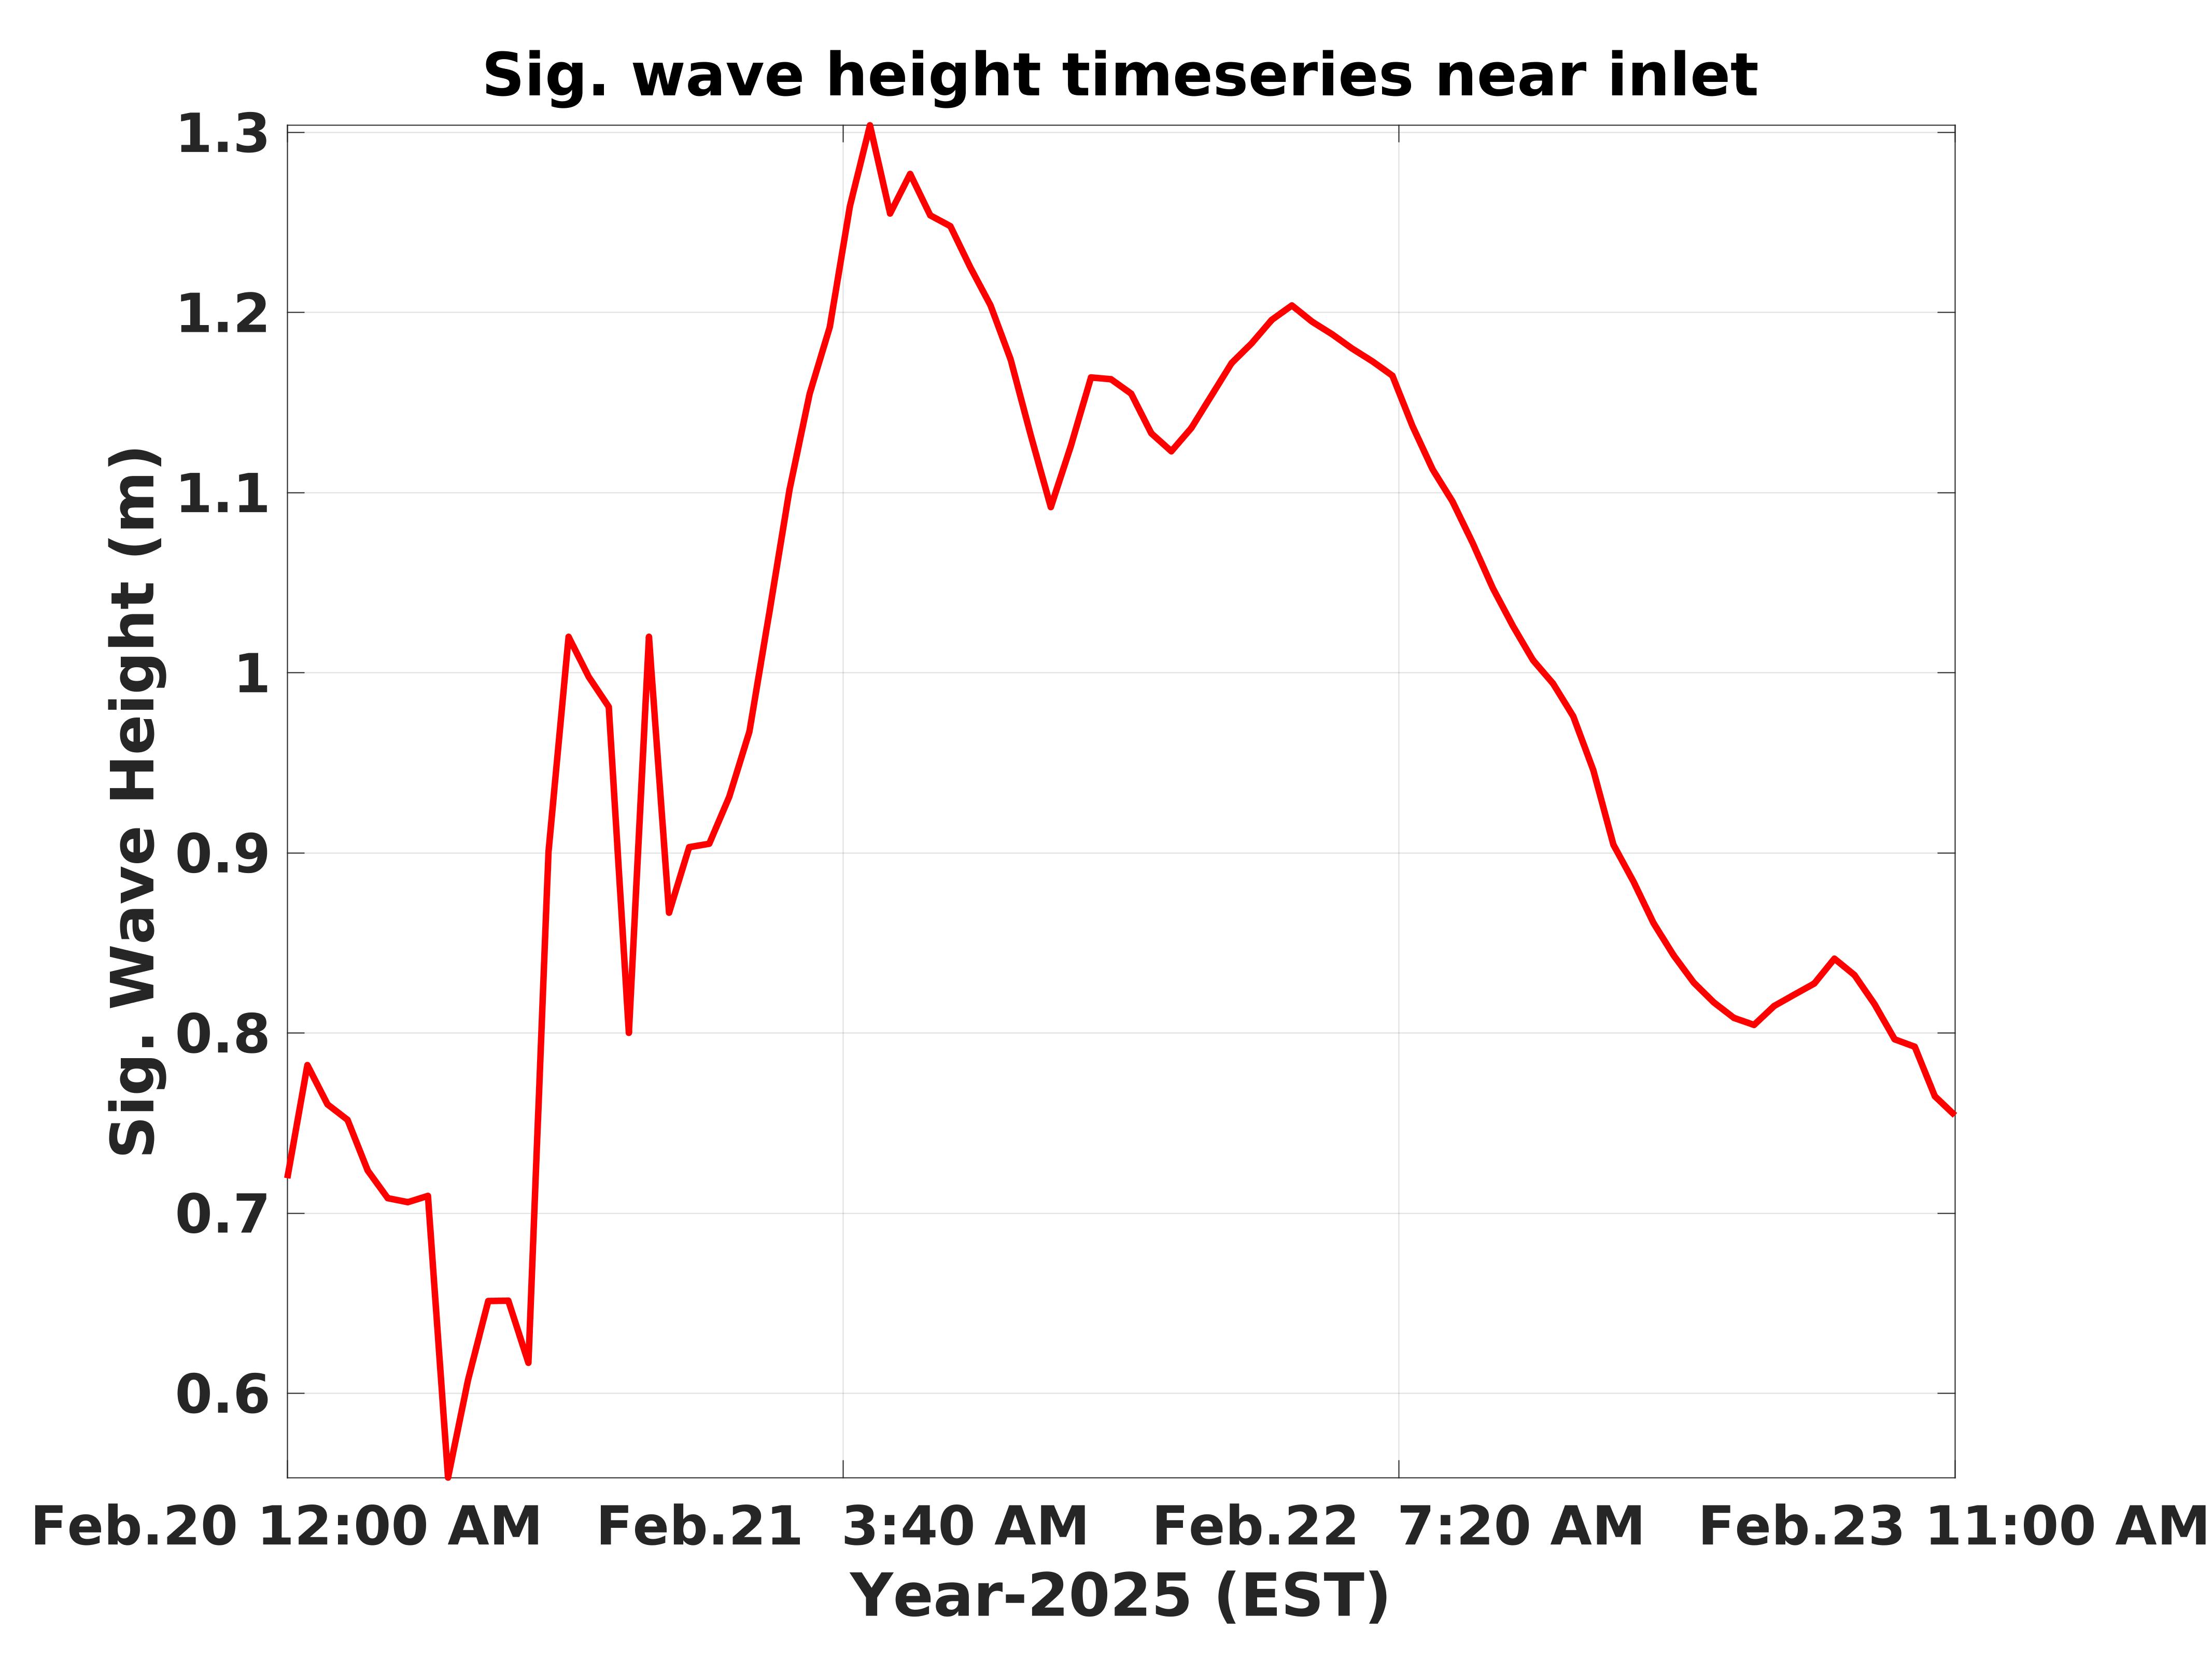 Sig. wave height timeseries near inlet
Sig. Wave Height (m)
1.3
1.2
1.1
1
0.9
0.8
0.7
0.6
Feb.20 12:00 AM Feb.21 3:40 AM Feb.22 7:20 AM Feb.23 11:00 AM
Year-2025 (EST)